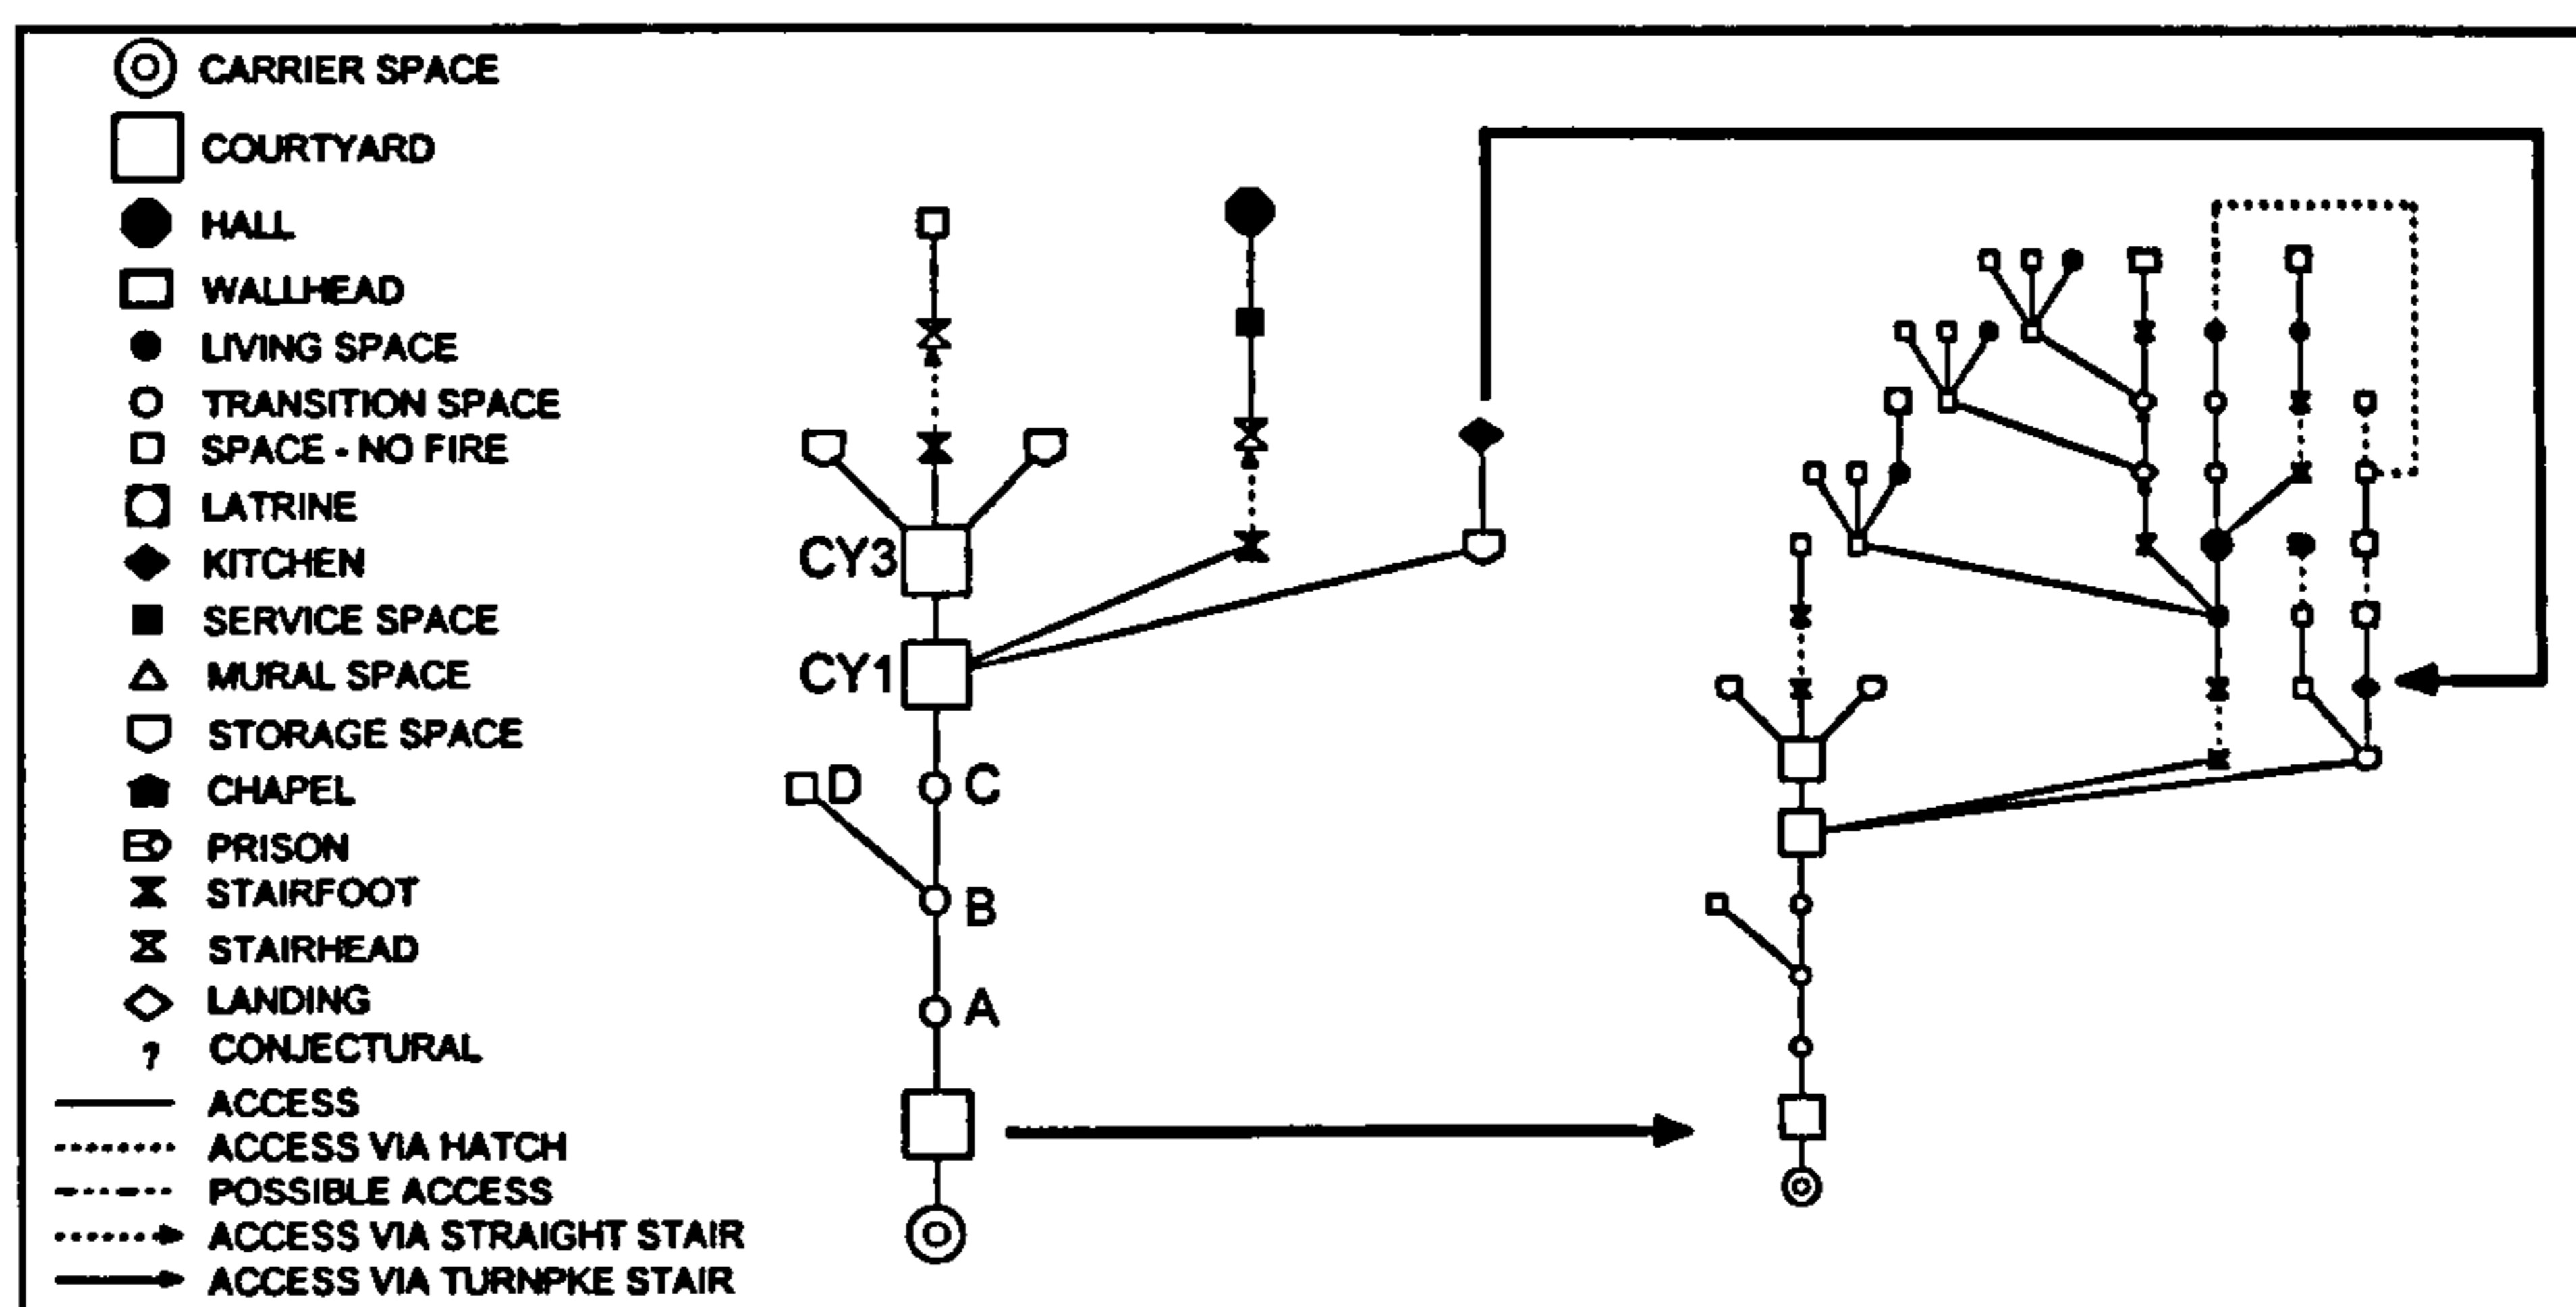 CARRIER SPACE
COURTYARD
HALL
WALLHEAD
LIVING SPACE
TRANSITION SPACE
SPACE - NO FIRE
LATRINE
KITCHEN
SERVICE SPACE
MURAL SPACE
STORAGE SPACE
CHAPEL
PRISON
STAIRFOOT
STAIRHEAD
LANDING
? CONJECTURAL
ACCESS
ACCESS VIA HATCH
POSSIBLE ACCESS
ACCESS VIA STRAIGHT STAIR
ACCESS VIA TURNPKE STAIR
CY3
CY1
D
C
B
A